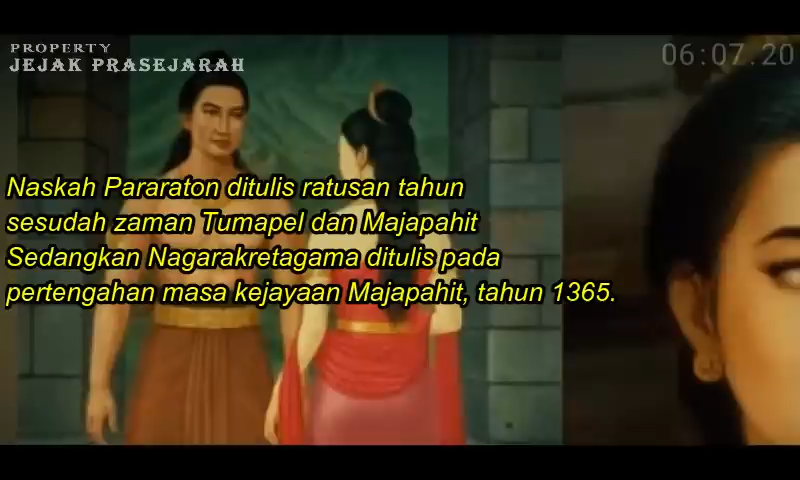 PROPERTY
JEJAK PRASEJARAH
06:07.20
Naskah Pararaton ditulis ratusan tahun
sesudah zaman Tumapel dan Majapahit
Sedangkan Nagarakretagama ditulis pada
pertengahan masa kejayaan Majapahit, tahun 1365.